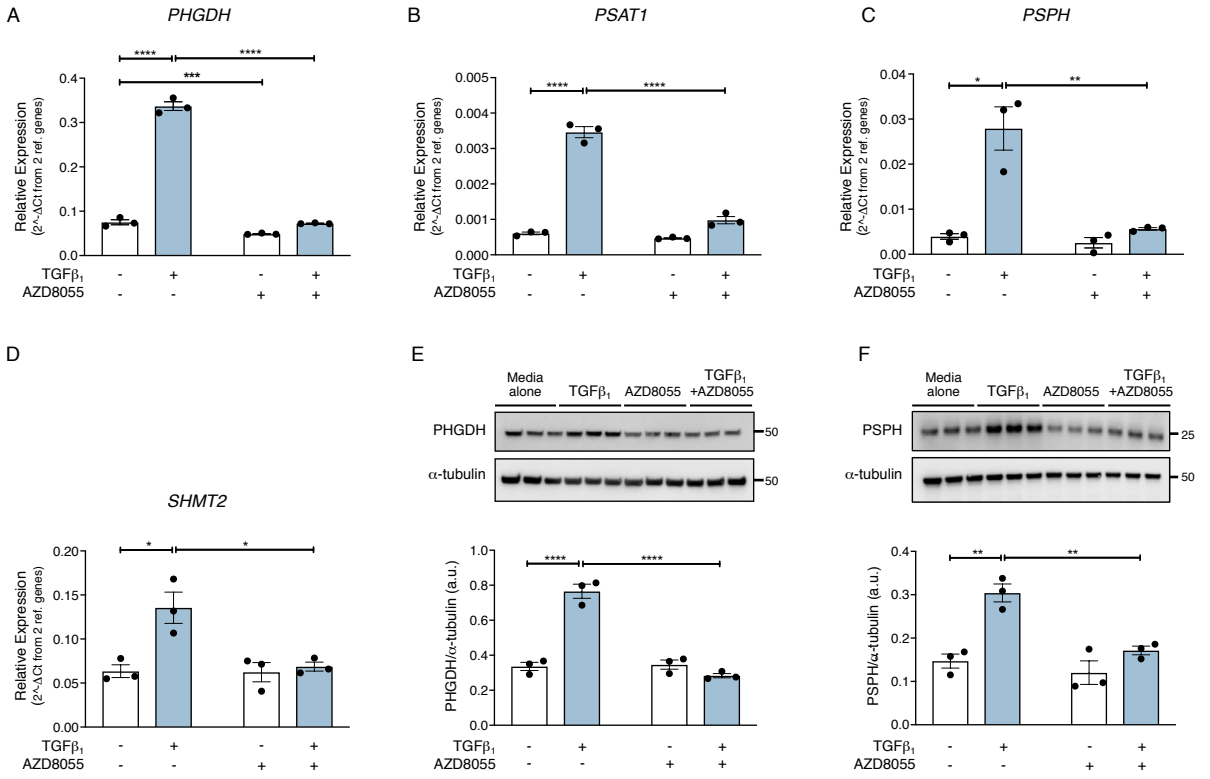 A
PHGDH
****
****
***
Relative Expression
(2^-ΔCt from 2 ref. genes)
0.4
0.3
0.2
0.1
0.0
TGFβ1 - + - +
AZD8055 - - + +
B
PSAT1
****
****
Relative Expression
(2^-ΔCt from 2 ref. genes)
0.005
0.004
0.003
0.002
0.001
0.000
TGFβ1 - + - +
AZD8055 - - + +
C
PSPH
*
**
Relative Expression
(2^-ΔCt from 2 ref. genes)
0.04
0.03
0.02
0.01
0.00
TGFβ1 - + - +
AZD8055 - - + +
D
SHMT2
*
*
Relative Expression
(2^-ΔCt from 2 ref. genes)
0.20
0.15
0.10
0.05
0.00
TGFβ1 - + - +
AZD8055 - - + +
E
Media alone
TGFβ1
AZD8055
TGFβ1 +AZD8055
PHGDH
50
α-tubulin
50
****
****
PHGDH/α-tubulin (a.u.)
1.0
0.8
0.6
0.4
0.2
0.0
TGFβ1 - + - +
AZD8055 - - + +
F
Media alone
TGFβ1
AZD8055
TGFβ1 +AZD8055
PSPH
25
α-tubulin
50
**
**
PSPH/α-tubulin (a.u.)
0.4
0.3
0.2
0.1
0.0
TGFβ1 - + - +
AZD8055 - - + +